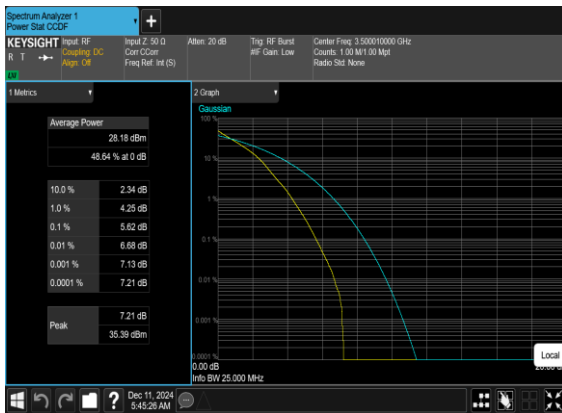 Spectrum Analyzer 1
Power Stat CCDF
+
KEYSIGHT
R T
Input: RF
Coupling: DC
Align: Off
Input Z: 50 Ω
Corr CCorr
Freq Ref: Int (S)
Atten: 20 dB
Trig: RF Burst
#IF Gain: Low
Center Freq: 3.500010000 GHz
Counts: 1.00 M/1.00 Mpt
Radio Std: None
1 Metrics
Average Power
28.18 dBm
48.64 % at 0 dB
10.0 % 2.34 dB
1.0 % 4.25 dB
0.1 % 5.62 dB
0.01 % 6.68 dB
0.001 % 7.13 dB
0.0001 % 7.21 dB
Peak
7.21 dB
35.39 dBm
2 Graph
Gaussian
100 %
10 %
1 %
0.1 %
0.01 %
0.001 %
0.0001 %
0.00 dB
Info BW 25.000 MHz
Local
?
Dec 11, 2024
5:45:26 AM